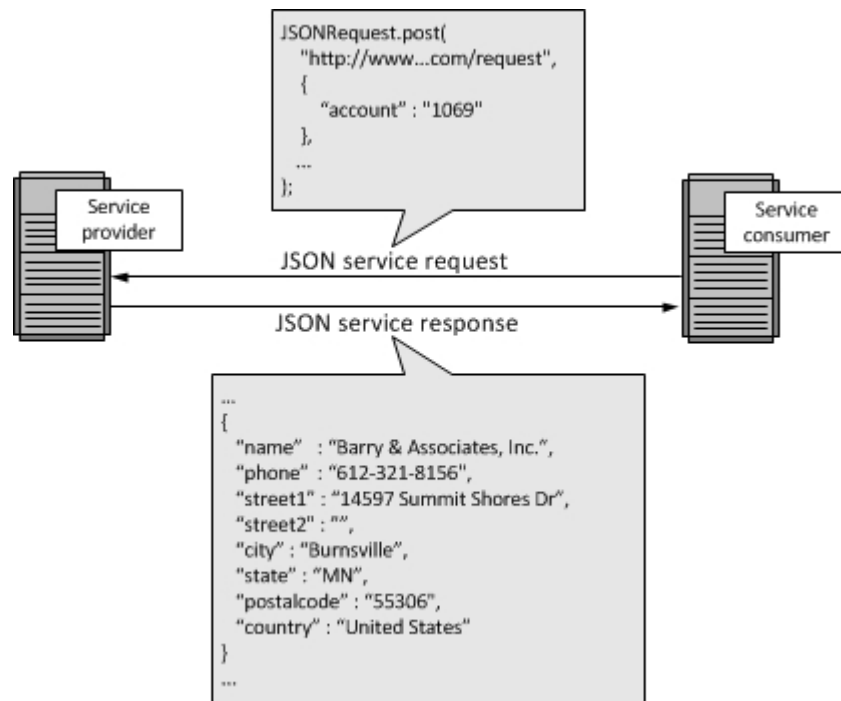 JSONRequest.post(
"http://www...com/request",
{
“account” : "1069"
},
...
};
Service
provider
Service
consumer
JSON service request
JSON service response
...
{
“name” : “Barry & Associates, Inc.”,
“phone” : “612-321-8156",
“street1” : “14597 Summit Shores Dr”,
“street2" : “”,
“city” : “Burnsville”,
“state” : “MN”,
“postalcode” : “55306",
“country” : “United States”
}
...